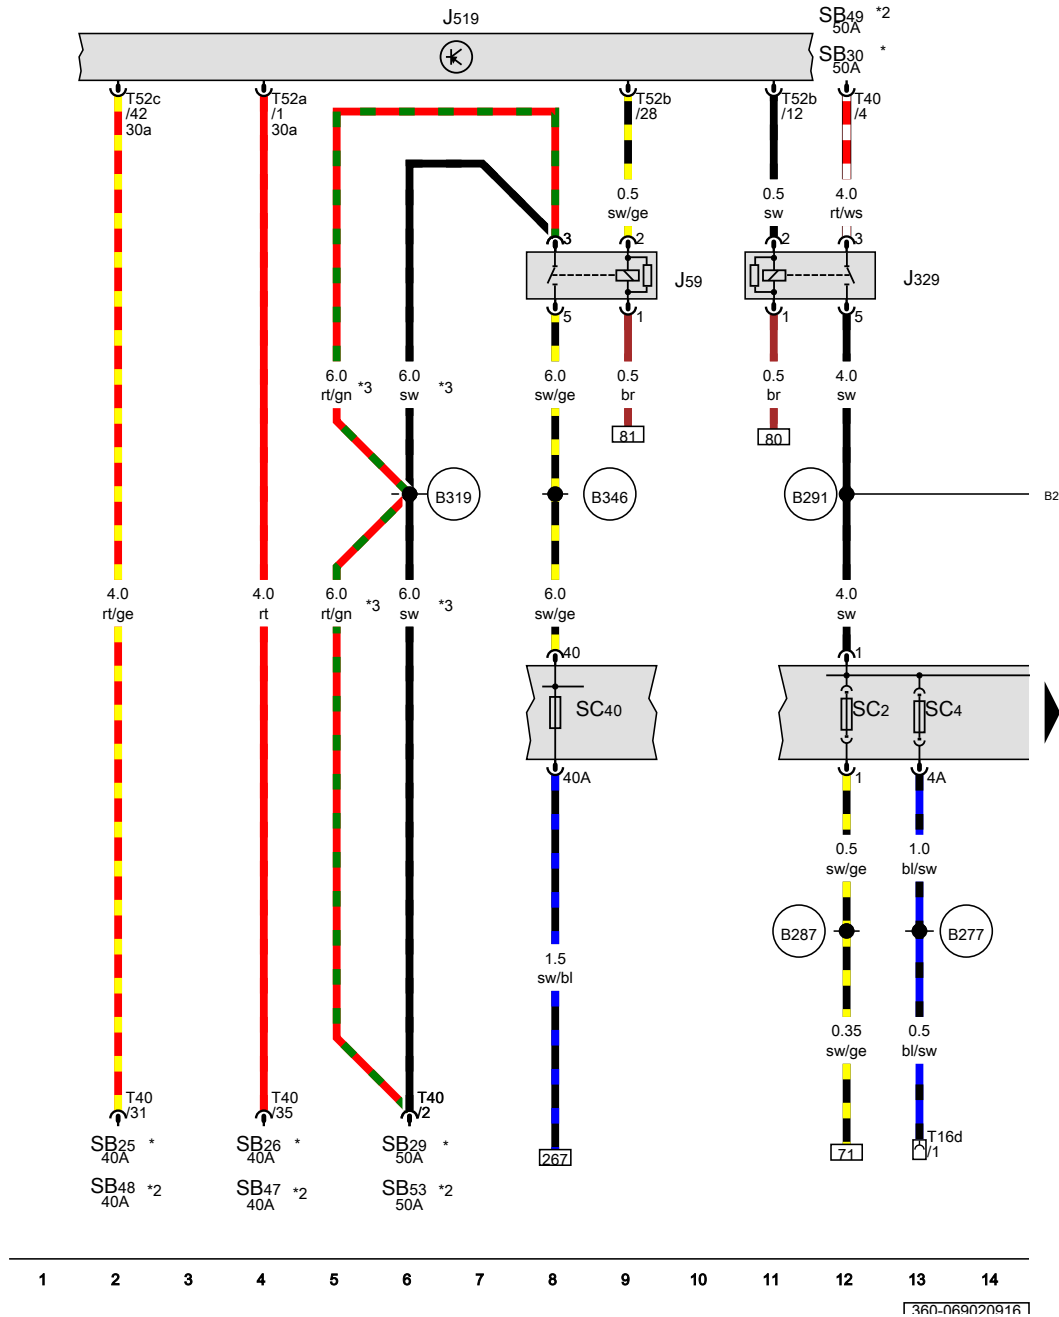 J519
SB49 *2
50A
SB30 *
50A
T52c
/42
30a
T52a
/1
30a
T52b
/28
T52b
/12
T40
/4
0.5
sw/ge
0.5
sw
4.0
rt/ws
3
2
2
3
J59
J329
5
1
1
5
6.0
rt/gn *3
6.0
sw *3
6.0
sw/ge
0.5
br
0.5
br
4.0
sw
81
80
B319
B346
B291
B2
4.0
rt/ge
4.0
rt
6.0
rt/gn *3
6.0
sw *3
6.0
sw/ge
4.0
sw
40
1
SC40
SC2
SC4
40A
1
4A
0.5
sw/ge
1.0
bl/sw
B287
B277
1.5
sw/bl
0.35
sw/ge
0.5
bl/sw
T40
/31
T40
/35
T40
/2
T16d
/1
SB25 *
40A
SB26 *
40A
SB29 *
50A
267
71
SB48 *2
40A
SB47 *2
40A
SB53 *2
50A
1 2 3 4 5 6 7 8 9 10 11 12 13 14
360-069020916